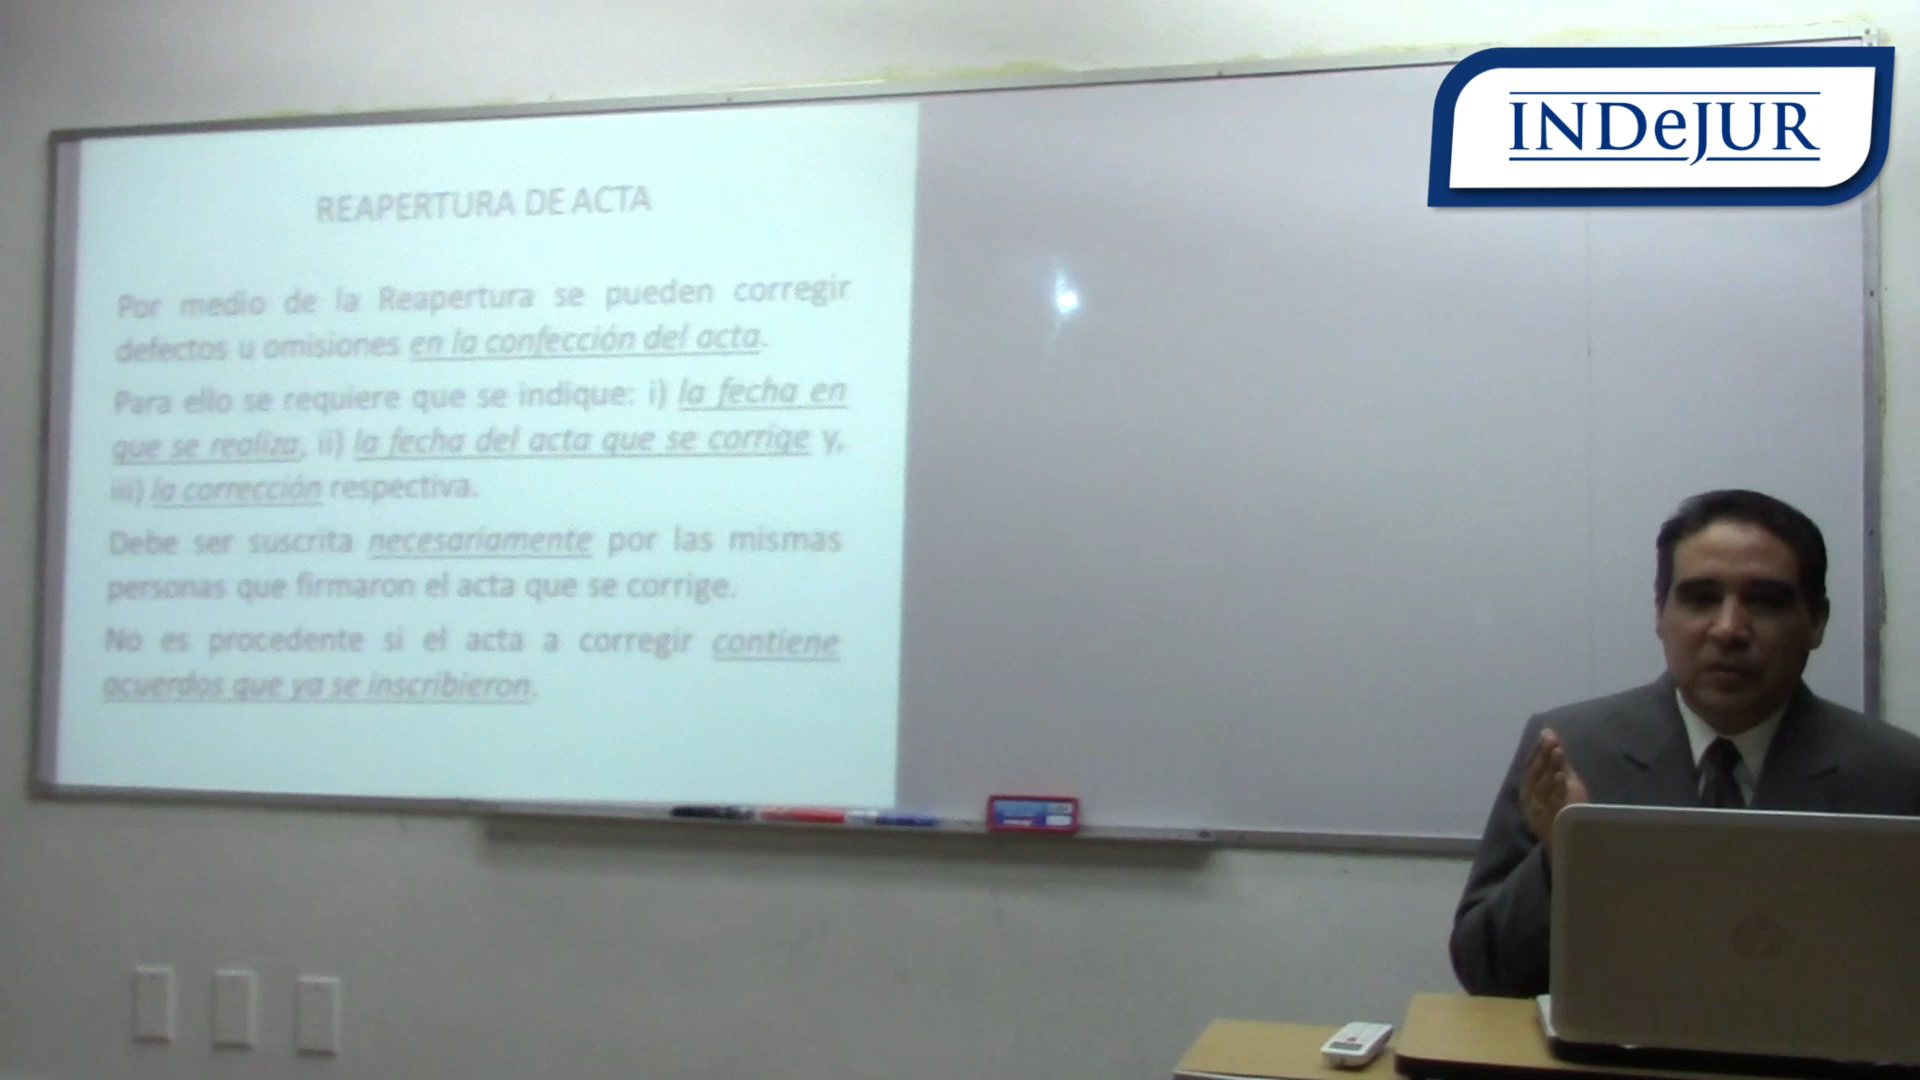 INDeJUR
REAPERTURA DE ACTA
Por medio de la Reapertura se pueden corregir
defectos u omisiones en la confección del acta.
Para ello se requiere que se indique: i) la fecha en
que se realiza, ii) la fecha del acta que se corrige y,
iii) la corrección respectiva.
Debe ser suscrita necesariamente por las mismas
personas que firmaron el acta que se corrige.
No es procedente si el acta a corregir contiene
acuerdos que ya se inscribieron.